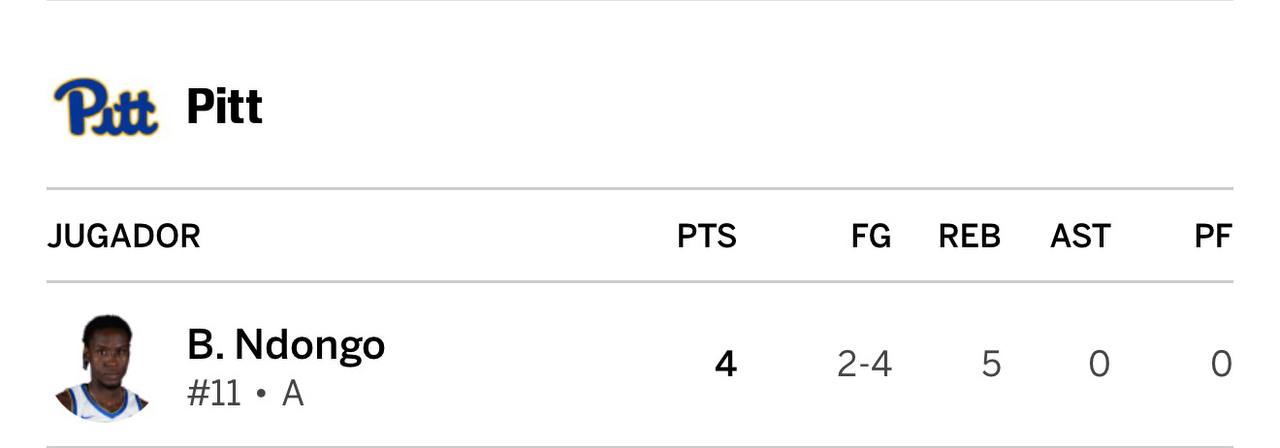 Pitt Pitt
JUGADOR PTS FG REB AST PF
B. Ndongo 4 2-4 5 0 0
#11 • A